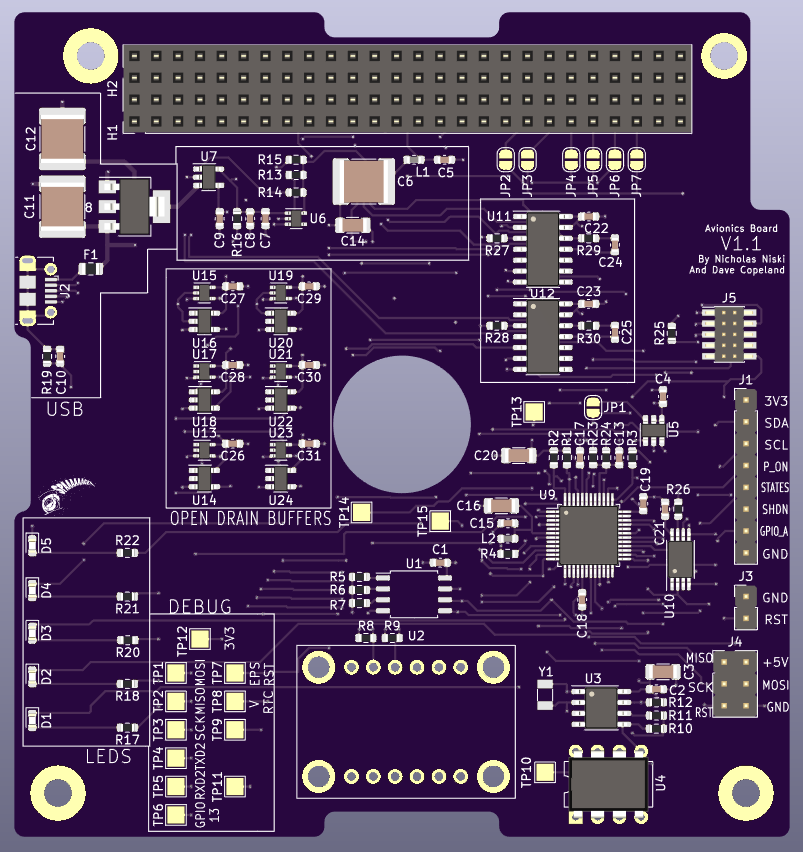 H2
H1
C12
C11
8
F1
J2
R19
C10
USB
U7
R15
R13
R14
C9
R16
C8
C7
U6
C6
C14
L1
C5
JP2
JP3
JP4
JP5
JP6
JP7
U11
C22
R27
R29
C24
U12
C23
R28
R30
C25
Avionics Board
V1.1
By Nicholas Niski
And Dave Copeland
J5
R25
U15
C27
U16
U17
C28
U18
U13
C26
U14
U19
C29
U20
U21
C30
U22
U23
C31
U24
OPEN DRAIN BUFFERS
TP13
JP1
C4
U5
C20
R2
R1
C17
R23
R24
C13
R3
TP14
TP15
C16
C15
L2
R4
U9
C19
C21
R26
U10
C18
J1
3V3
SDA
SCL
P_ON
STATES
SHDN
GPIO_A
GND
J3
GND
RST
J4
MISO
+5V
SCK
MOSI
RST
GND
D5
R22
D4
R21
D3
R20
D2
R18
D1
R17
LEDS
DEBUG
TP12
3V3
TP1
MOSI
TP7
EPS RST
TP2
MISO
TP8
RTC V
TP3
SCK
TP9
TP4
TXD2
TP5
RXD2
TP11
TP6
GPIO
13
C1
U1
R5
R6
R7
R8
R9
U2
Y1
U3
C3
C2
R12
R11
R10
TP10
U4